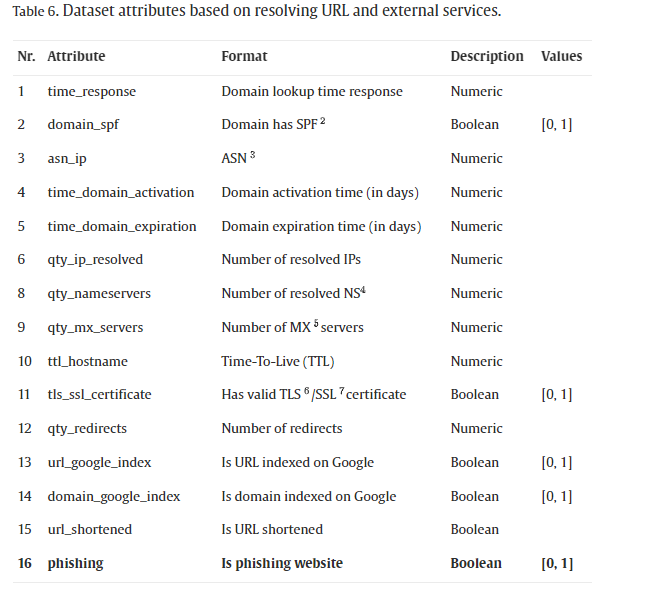 Table 6. Dataset attributes based on resolving URL and external services.
Nr. Attribute Format Description Values
1 time_response Domain lookup time response Numeric
2 domain_spf Domain has SPF 2 Boolean [0, 1]
3 asn_ip ASN 3 Numeric
4 time_domain_activation Domain activation time (in days) Numeric
5 time_domain_expiration Domain expiration time (in days) Numeric
6 qty_ip_resolved Number of resolved IPs Numeric
8 qty_nameservers Number of resolved NS4 Numeric
9 qty_mx_servers Number of MX 5 servers Numeric
10 ttl_hostname Time-To-Live (TTL) Numeric
11 tls_ssl_certificate Has valid TLS 6 /SSL 7 certificate Boolean [0, 1]
12 qty_redirects Number of redirects Numeric
13 url_google_index Is URL indexed on Google Boolean [0, 1]
14 domain_google_index Is domain indexed on Google Boolean [0, 1]
15 url_shortened Is URL shortened Boolean
16 phishing Is phishing website Boolean [0, 1]